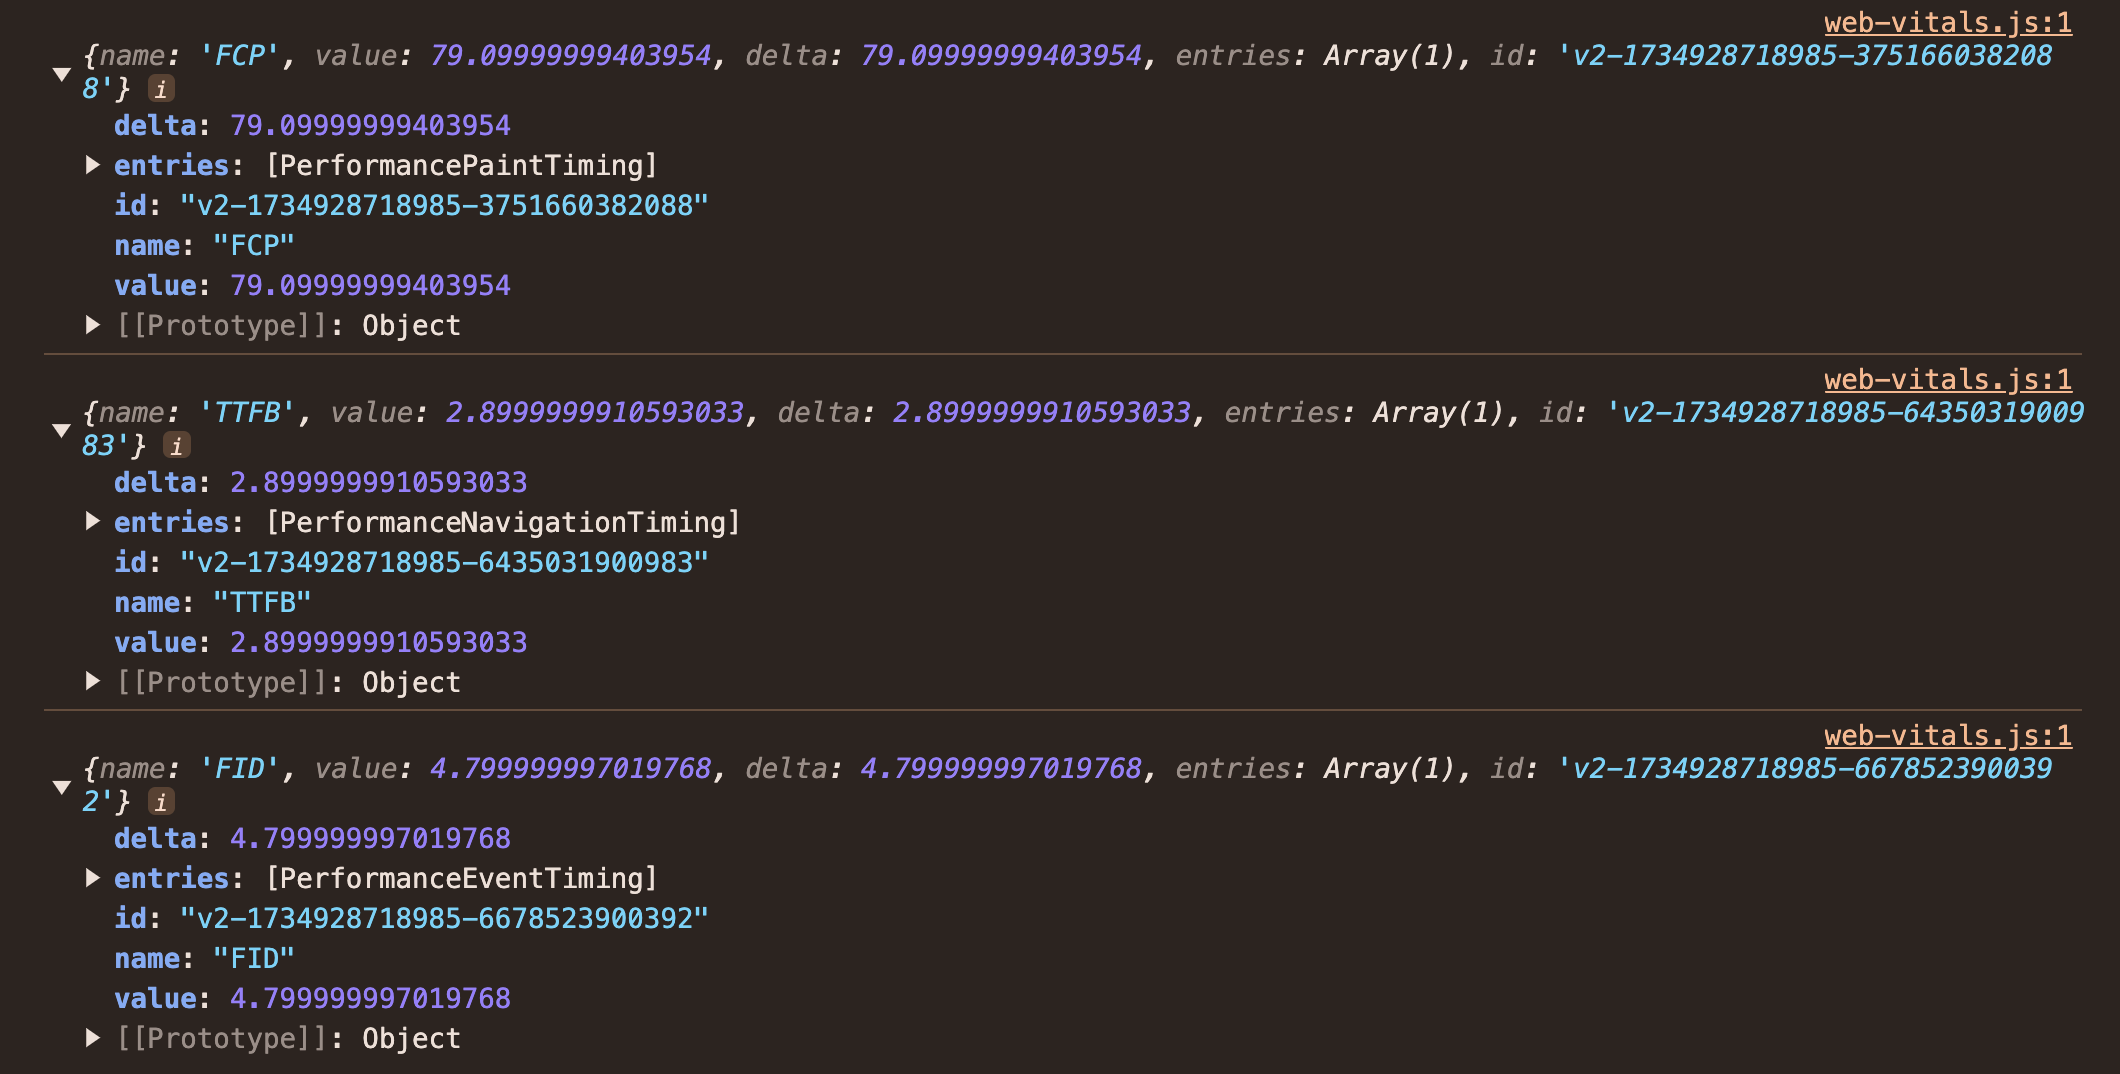 web-vitals.js:1
{name: 'FCP', value: 79.09999999403954, delta: 79.09999999403954, entries: Array(1), id: 'v2-1734928718985-375166038208
8'} i
delta: 79.09999999403954
entries: [PerformancePaintTiming]
id: "v2-1734928718985-3751660382088"
name: "FCP"
value: 79.09999999403954
[[Prototype]]: Object
web-vitals.js:1
{name: 'TTFB', value: 2.8999999910593033, delta: 2.8999999910593033, entries: Array(1), id: 'v2-1734928718985-64350319009
83'} i
delta: 2.8999999910593033
entries: [PerformanceNavigationTiming]
id: "v2-1734928718985-6435031900983"
name: "TTFB"
value: 2.8999999910593033
[[Prototype]]: Object
web-vitals.js:1
{name: 'FID', value: 4.799999997019768, delta: 4.799999997019768, entries: Array(1), id: 'v2-1734928718985-667852390039
2'} i
delta: 4.799999997019768
entries: [PerformanceEventTiming]
id: "v2-1734928718985-6678523900392"
name: "FID"
value: 4.799999997019768
[[Prototype]]: Object